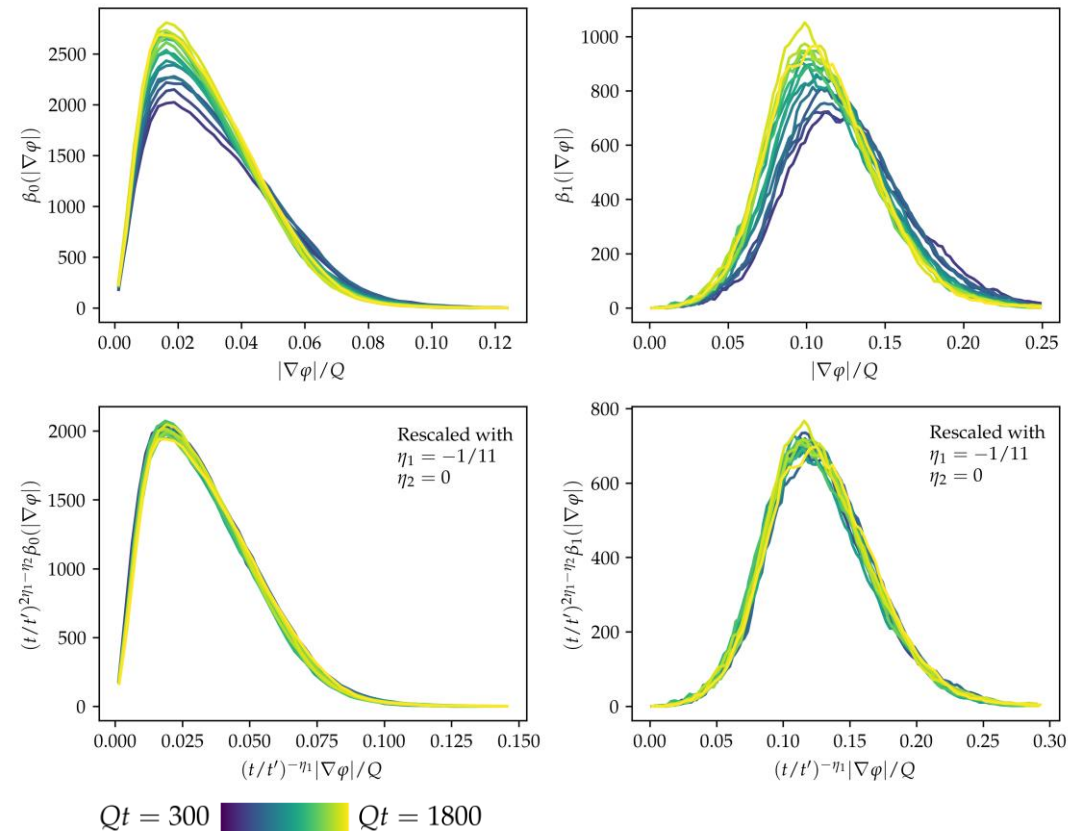 β₀(|∇φ|)
2500
2000
1500
1000
500
0
0.00 0.02 0.04 0.06 0.08 0.10 0.12
|∇φ|/Q
β₁(|∇φ|)
1000
800
600
400
200
0
0.00 0.05 0.10 0.15 0.20 0.25
|∇φ|/Q
(t/t′)^{2η₁−η₂}β₀(|∇φ|)
2000
1500
1000
500
0
Rescaled with
η₁ = −1/11
η₂ = 0
0.000 0.025 0.050 0.075 0.100 0.125 0.150
(t/t′)^{−η₁}|∇φ|/Q
(t/t′)^{2η₁−η₂}β₁(|∇φ|)
800
600
400
200
0
Rescaled with
η₁ = −1/11
η₂ = 0
0.00 0.05 0.10 0.15 0.20 0.25 0.30
(t/t′)^{−η₁}|∇φ|/Q
Qt = 300 Qt = 1800